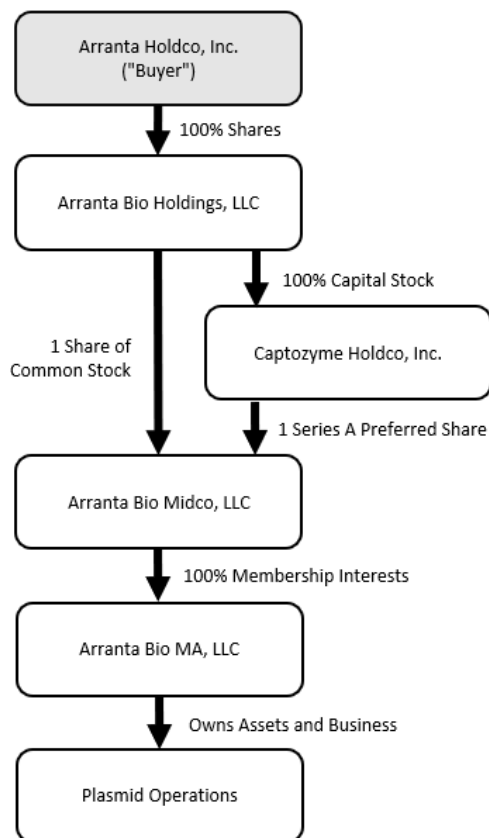 Arranta Holdco, Inc.
("Buyer")
100% Shares
Arranta Bio Holdings, LLC
100% Capital Stock
1 Share of
Common Stock
Captozyme Holdco, Inc.
1 Series A Preferred Share
Arranta Bio Midco, LLC
100% Membership Interests
Arranta Bio MA, LLC
Owns Assets and Business
Plasmid Operations